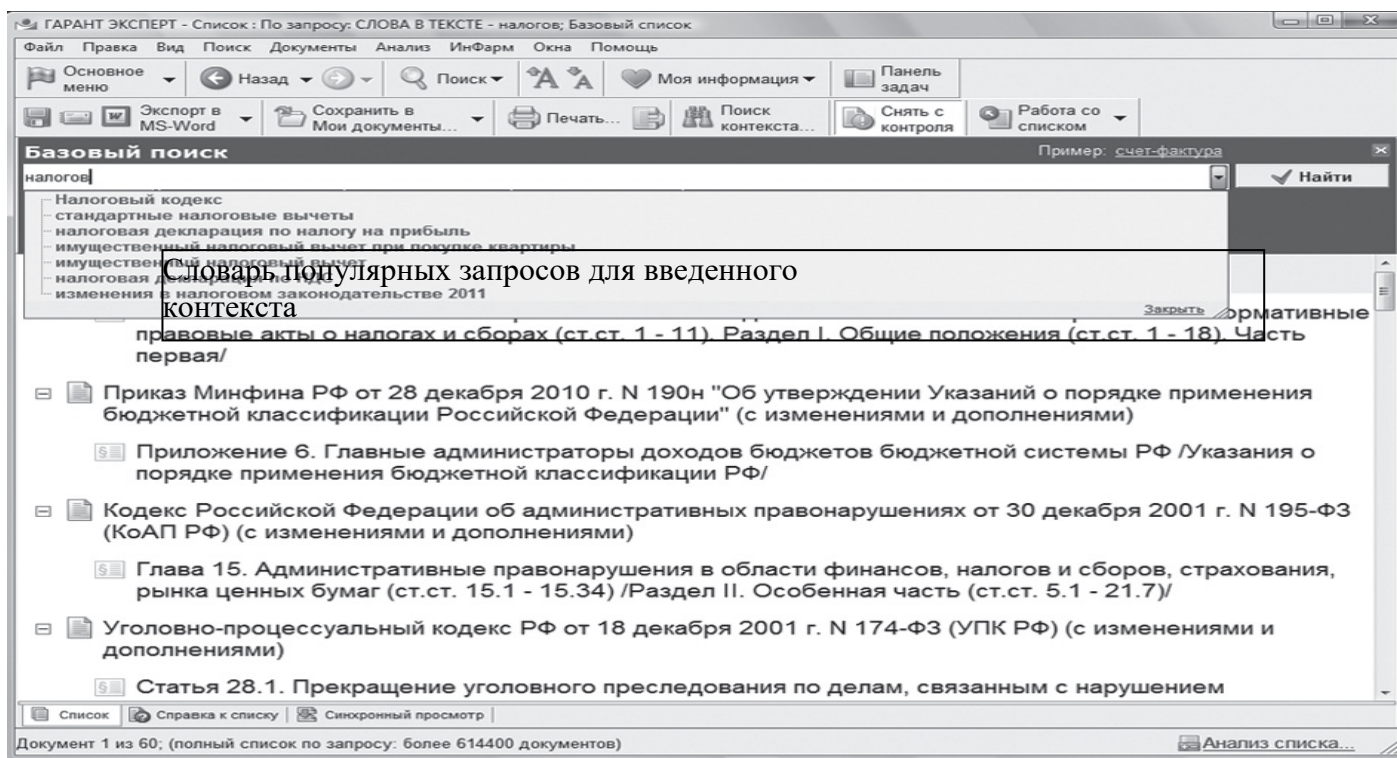 ГАРАНТ ЭКСПЕРТ - Список : По запросу: СЛОВА В ТЕКСТЕ - налогов; Базовый список
Файл Правка Вид Поиск Документы Анализ ИнФарм Окна Помощь
Основное меню Назад Поиск Моя информация Панель задач
Экспорт в MS-Word Сохранить в Мои документы... Печать... Поиск контекста... Снять с контроля Работа со списком
Базовый поиск Пример: счет-фактура
налогов Найти
Налоговый кодекс
стандартные налоговые вычеты
налоговая декларация по налогу на прибыль
имущественный налоговый вычет при покупке квартиры
имущественный налоговый вычет
налоговая декларация по НДС
изменения в налоговом законодательстве 2011
Словарь популярных запросов для введенного
контекста
Закрыть
ормативные
правовые акты о налогах и сборах (ст.ст. 1 - 11). Раздел I. Общие положения (ст.ст. 1 - 18). Часть
первая/
Приказ Минфина РФ от 28 декабря 2010 г. N 190н "Об утверждении Указаний о порядке применения
бюджетной классификации Российской Федерации" (с изменениями и дополнениями)
Приложение 6. Главные администраторы доходов бюджетов бюджетной системы РФ /Указания о
порядке применения бюджетной классификации РФ/
Кодекс Российской Федерации об административных правонарушениях от 30 декабря 2001 г. N 195-ФЗ
(КоАП РФ) (с изменениями и дополнениями)
Глава 15. Административные правонарушения в области финансов, налогов и сборов, страхования,
рынка ценных бумаг (ст.ст. 15.1 - 15.34) /Раздел II. Особенная часть (ст.ст. 5.1 - 21.7)/
Уголовно-процессуальный кодекс РФ от 18 декабря 2001 г. N 174-ФЗ (УПК РФ) (с изменениями и
дополнениями)
Статья 28.1. Прекращение уголовного преследования по делам, связанным с нарушением
Список Справка к списку Синхронный просмотр
Документ 1 из 60; (полный список по запросу: более 614400 документов) Анализ списка...